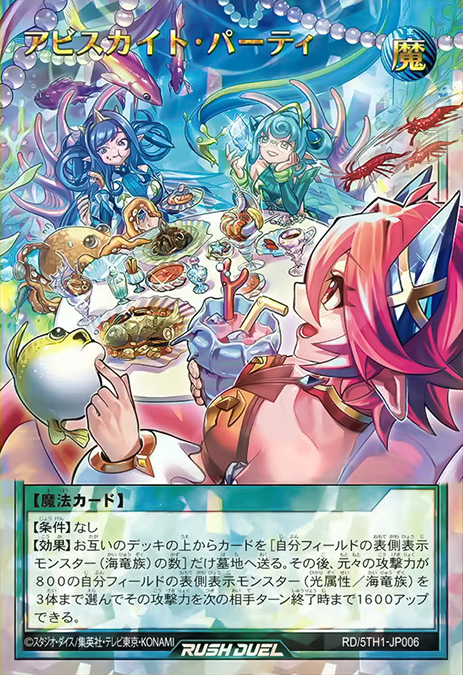 アビスカイト・パーティ
魔
【魔法カード】
【条件】なし
【効果】お互いのデッキの上からカードを[自分フィールドの表側表示
モンスター（海竜族）の数]だけ墓地へ送る。その後、元々の攻撃力が
800の自分フィールドの表側表示モンスター（光属性／海竜族）を
3体まで選んでその攻撃力を次の相手ターン終了時まで1600アップ
できる。
©スタジオ・ダイス/集英社・テレビ東京・KONAMI RUSH DUEL RD/5TH1-JP006